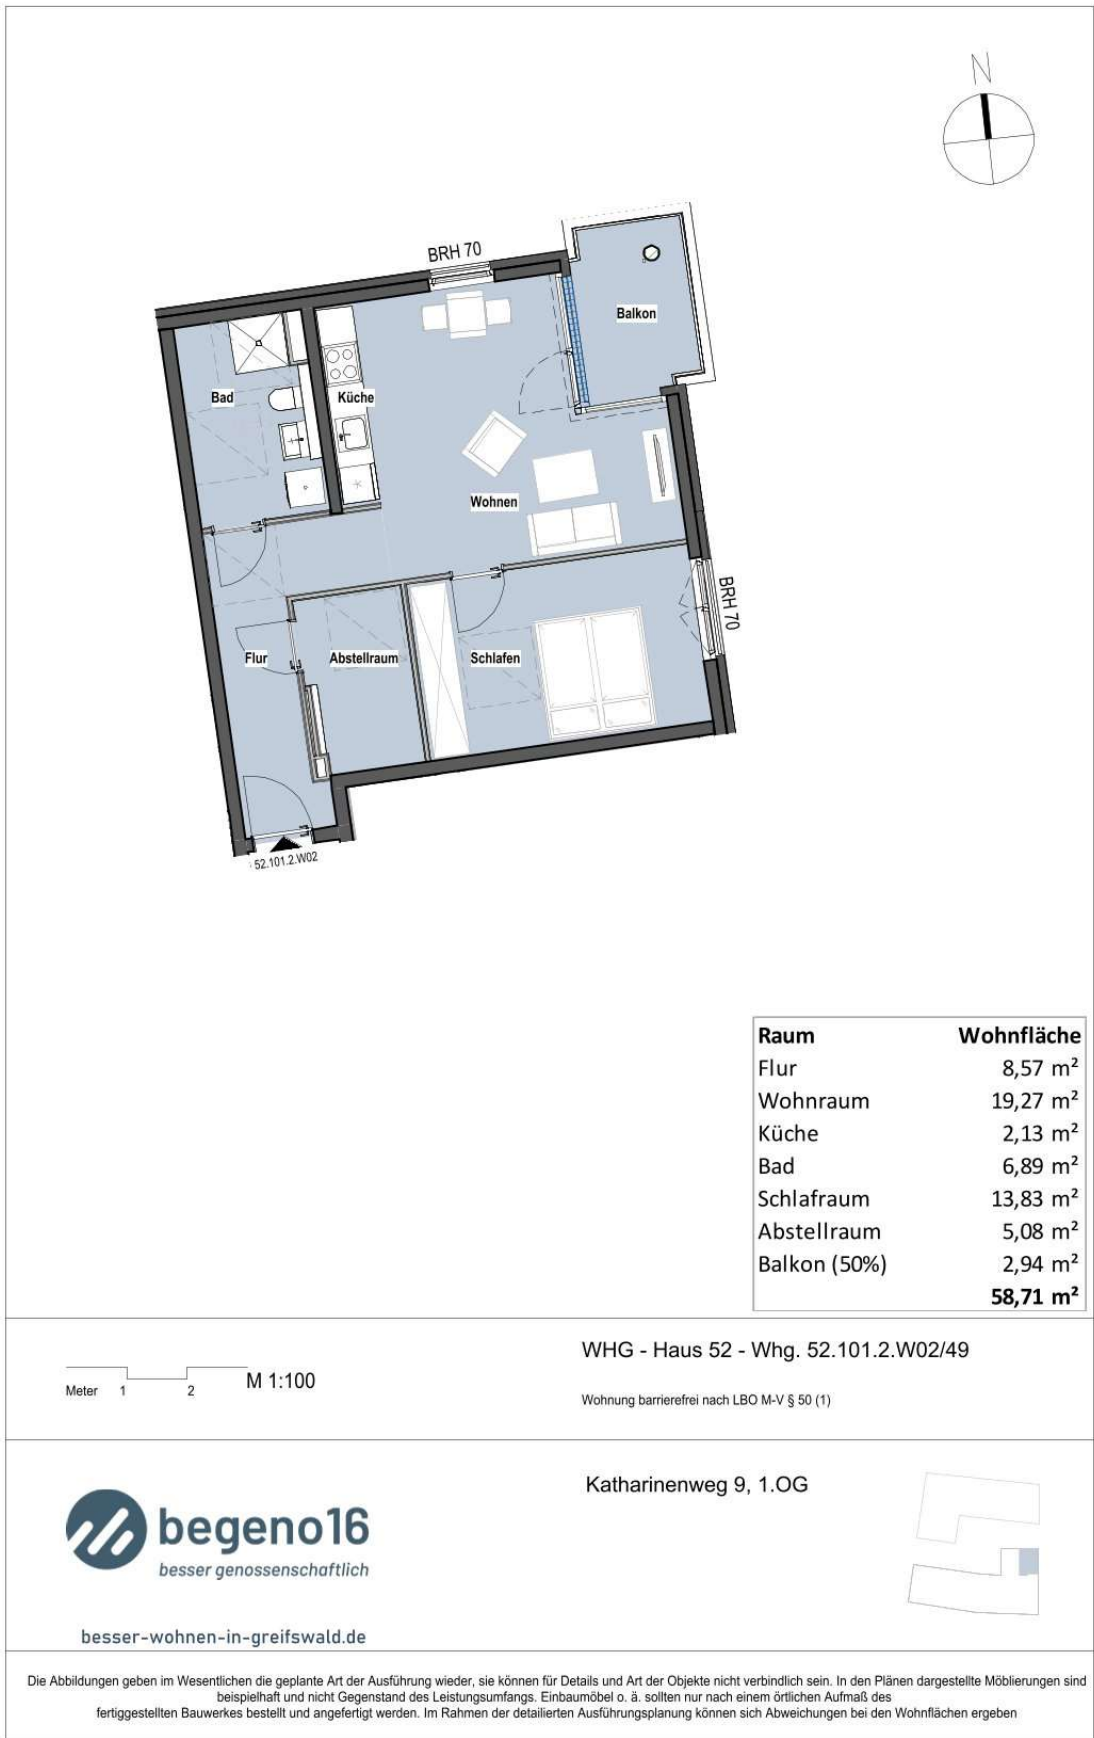 N
BRH 70
Balkon
Bad
Küche
Wohnen
BRH 70
Flur
Abstellraum
Schlafen
52.101.2.W02
Raum Wohnfläche
Flur 8,57 m²
Wohnraum 19,27 m²
Küche 2,13 m²
Bad 6,89 m²
Schlafraum 13,83 m²
Abstellraum 5,08 m²
Balkon (50%) 2,94 m²
58,71 m²
Meter 1 2 M 1:100
WHG - Haus 52 - Whg. 52.101.2.W02/49
Wohnung barrierefrei nach LBO M-V § 50 (1)
Katharinenweg 9, 1.OG
begeno16
besser genossenschaftlich
besser-wohnen-in-greifswald.de
Die Abbildungen geben im Wesentlichen die geplante Art der Ausführung wieder, sie können für Details und Art der Objekte nicht verbindlich sein. In den Plänen dargestellte Möblierungen sind
beispielhaft und nicht Gegenstand des Leistungsumfangs. Einbaumöbel o. ä. sollten nur nach einem örtlichen Aufmaß des
fertiggestellten Bauwerkes bestellt und angefertigt werden. Im Rahmen der detailierten Ausführungsplanung können sich Abweichungen bei den Wohnflächen ergeben